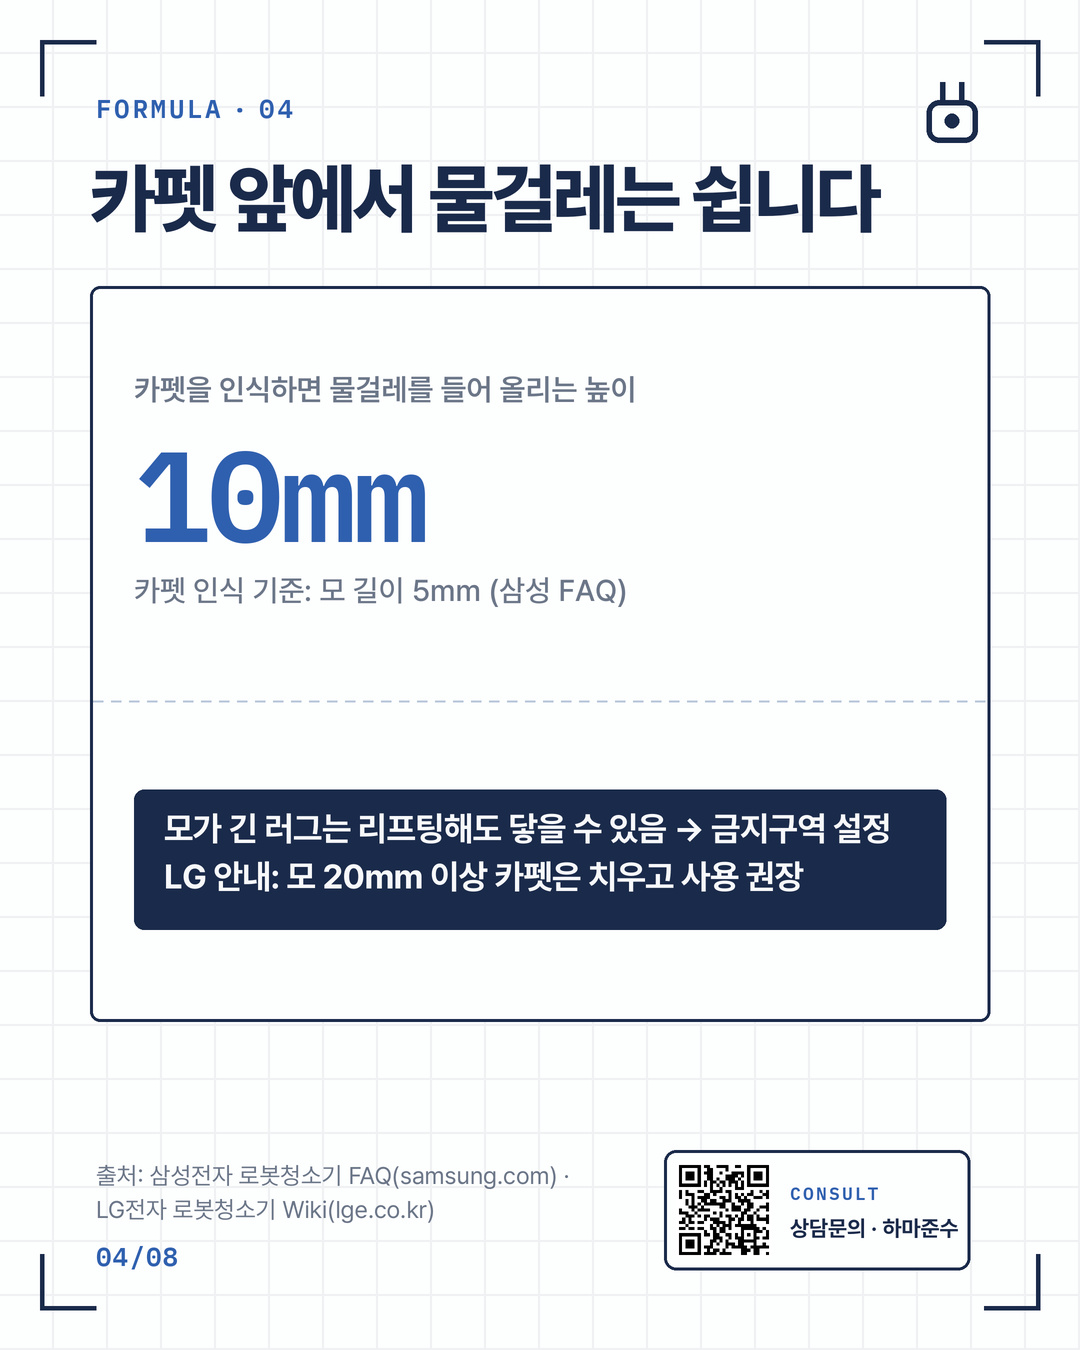 FORMULA · 04
카펫 앞에서 물걸레는 쉽니다
카펫을 인식하면 물걸레를 들어 올리는 높이
10mm
카펫 인식 기준: 모 길이 5mm (삼성 FAQ)
모가 긴 러그는 리프팅해도 닿을 수 있음 → 금지구역 설정
LG 안내: 모 20mm 이상 카펫은 치우고 사용 권장
출처: 삼성전자 로봇청소기 FAQ(samsung.com) ·
LG전자 로봇청소기 Wiki(lge.co.kr)
04/08
CONSULT
상담문의 · 하마준수